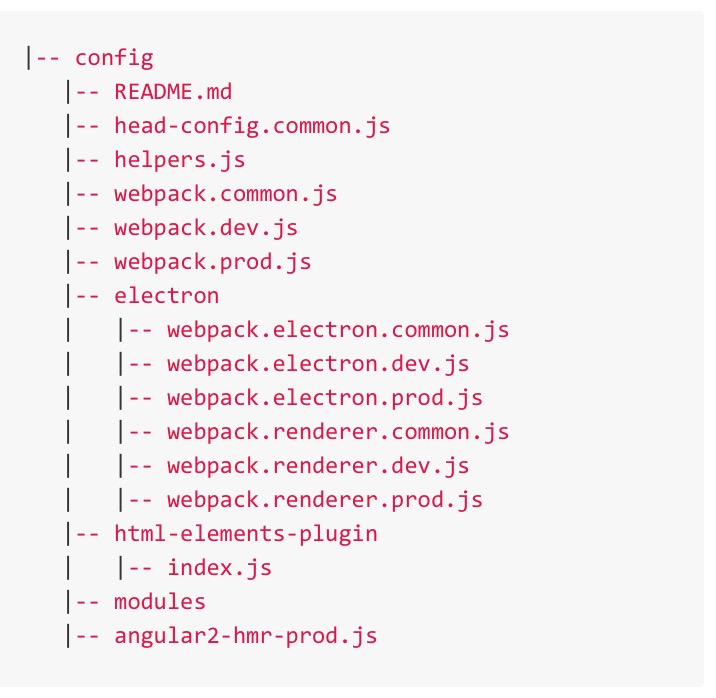 |-- config
   |-- README.md
   |-- head-config.common.js
   |-- helpers.js
   |-- webpack.common.js
   |-- webpack.dev.js
   |-- webpack.prod.js
   |-- electron
   |   |-- webpack.electron.common.js
   |   |-- webpack.electron.dev.js
   |   |-- webpack.electron.prod.js
   |   |-- webpack.renderer.common.js
   |   |-- webpack.renderer.dev.js
   |   |-- webpack.renderer.prod.js
   |-- html-elements-plugin
   |   |-- index.js
   |-- modules
   |-- angular2-hmr-prod.js